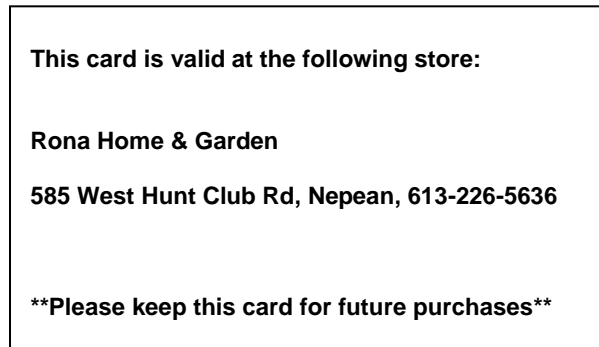 This card is valid at the following store:
Rona Home & Garden
585 West Hunt Club Rd, Nepean, 613-226-5636
**Please keep this card for future purchases**